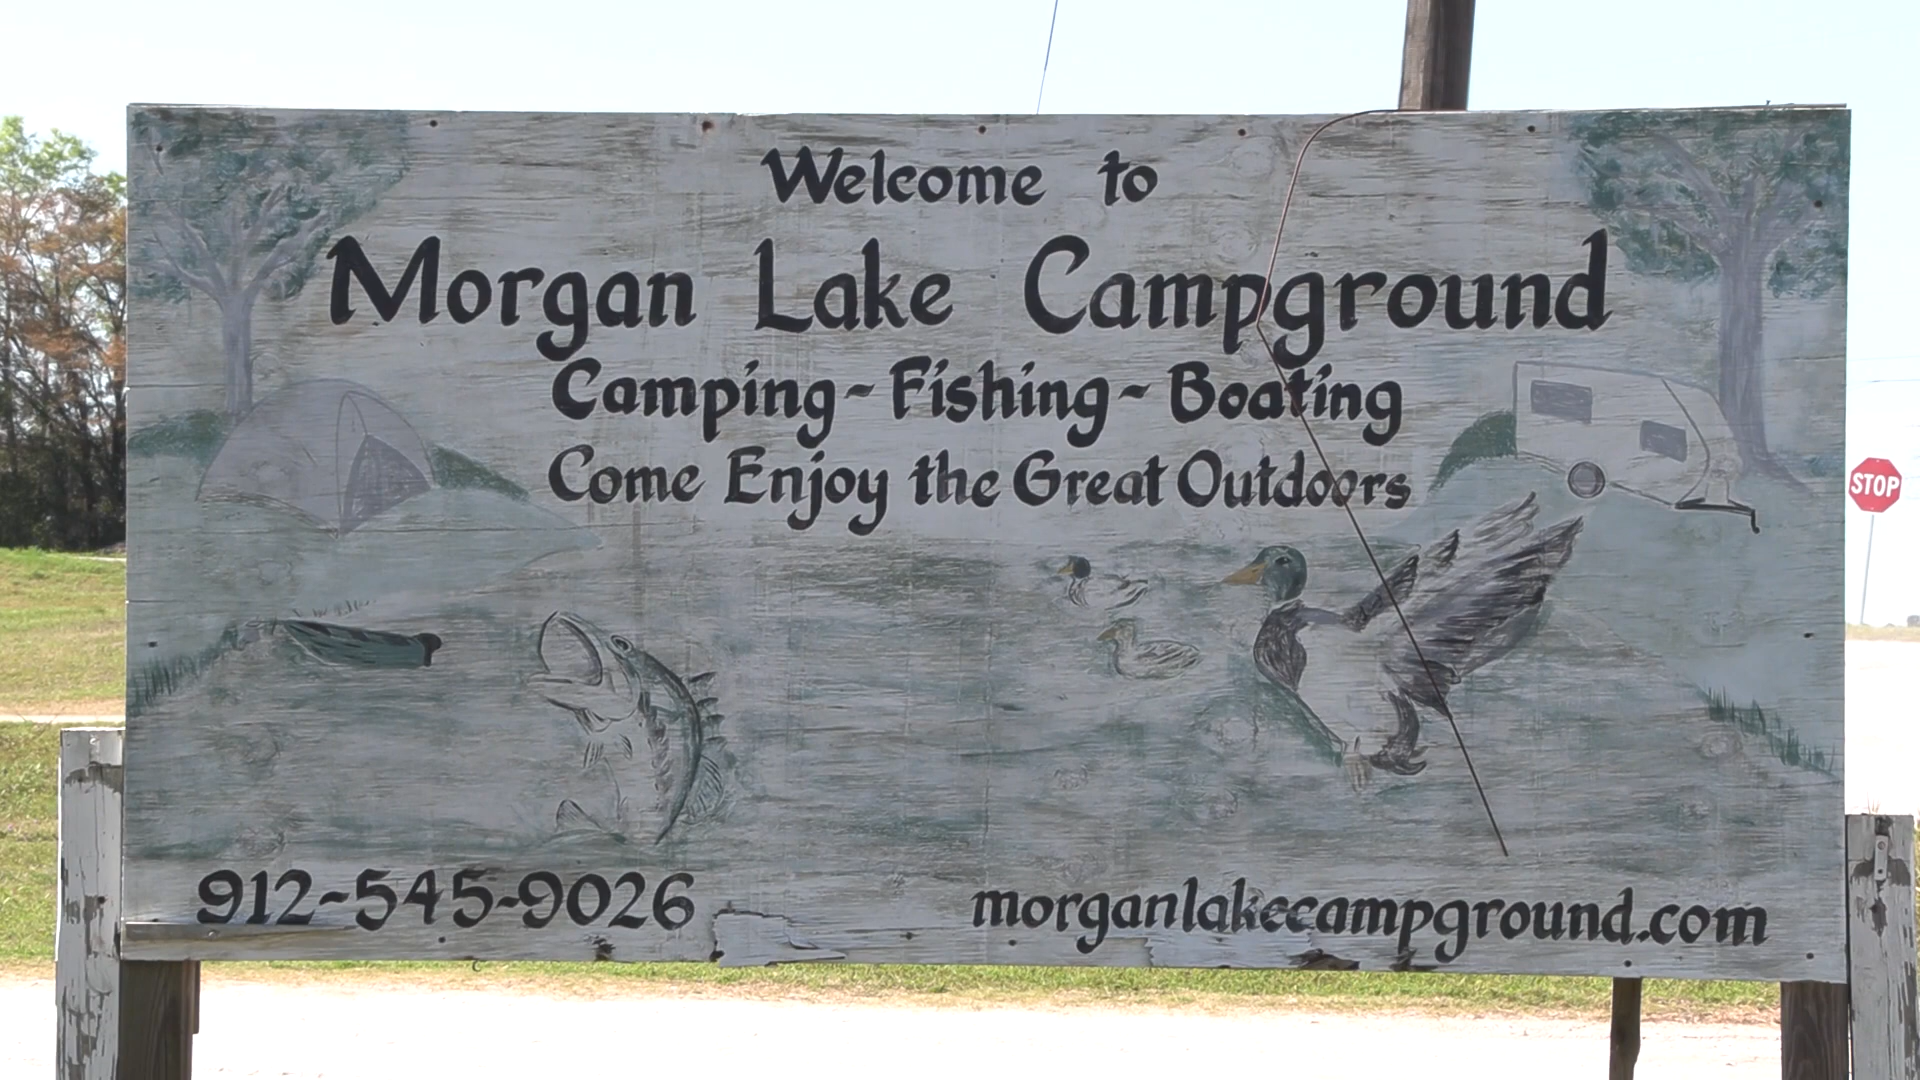 Welcome to
Morgan Lake Campground
Camping~Fishing~Boating
Come Enjoy the Great Outdoors
STOP
912~545~9026
morganlakecampground.com